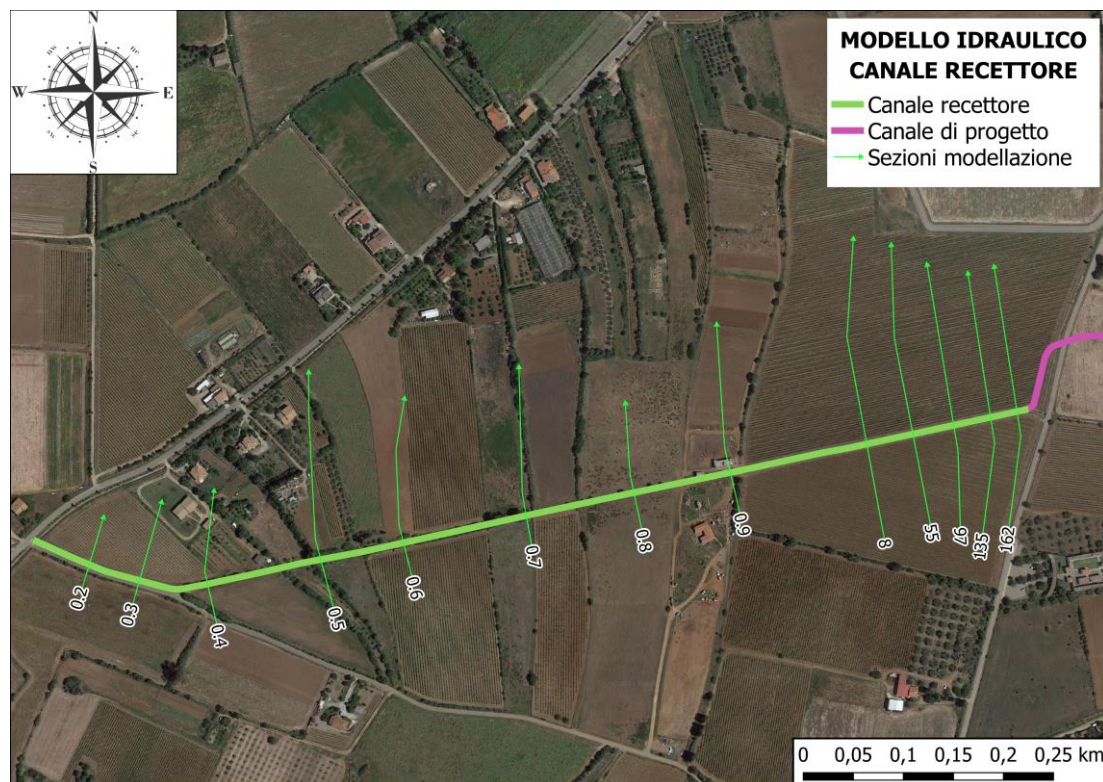 N
W
E
S
MODELLO IDRAULICO
CANALE RECETTORE
Canale recettore
Canale di progetto
Sezioni modellazione
0.2
0.3
0.4
0.5
0.6
0.7
0.8
0.9
8
55
97
135
162
0 0,05 0,1 0,15 0,2 0,25 km